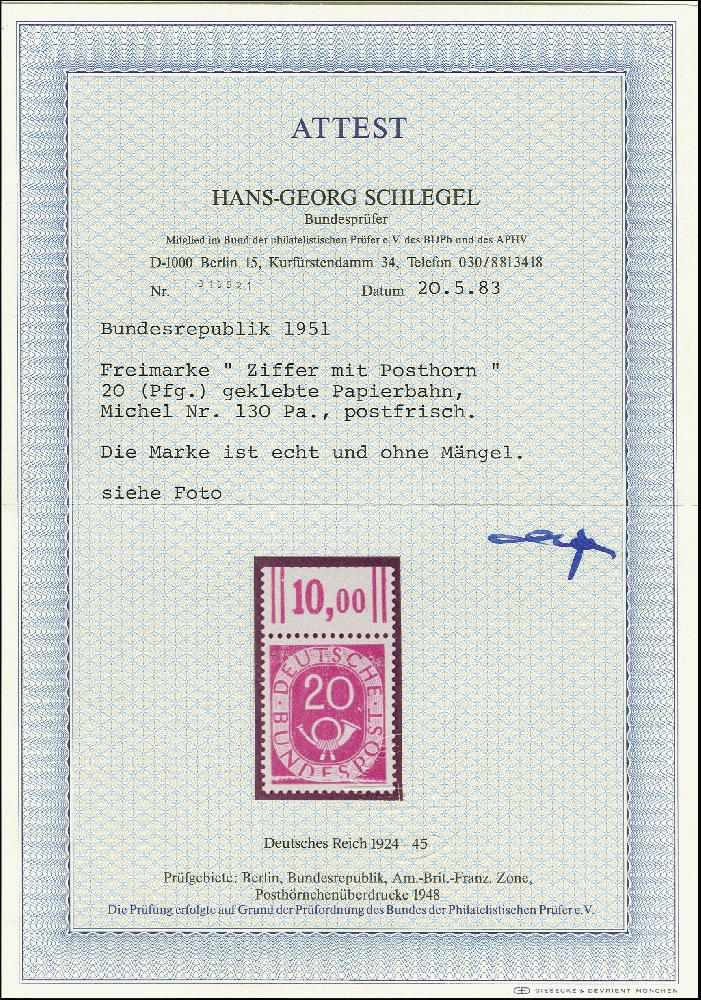 ATTEST
HANS-GEORG SCHLEGEL
Bundesprüfer
Mitglied im Bund der philatelistischen Prüfer e.V. des BDPh und des APHV
D-1000 Berlin 15, Kurfürstendamm 34, Telefon 030/8813418
Nr. Datum 20.5.83
Bundesrepublik 1951
Freimarke " Ziffer mit Posthorn "
20 (Pfg.) geklebte Papierbahn,
Michel Nr. 130 Pa., postfrisch.
Die Marke ist echt und ohne Mängel.
siehe Foto
10,00
DEUTSCHE
20
BUNDESPOST
Deutsches Reich 1924 - 45
Prüfgebiete: Berlin, Bundesrepublik, Am.-Brit.-Franz. Zone,
Posthörnchenüberdrucke 1948
Die Prüfung erfolgte auf Grund der Prüfordnung des Bundes der Philatelistischen Prüfer e.V.
GIESECKE & DEVRIENT MÜNCHEN